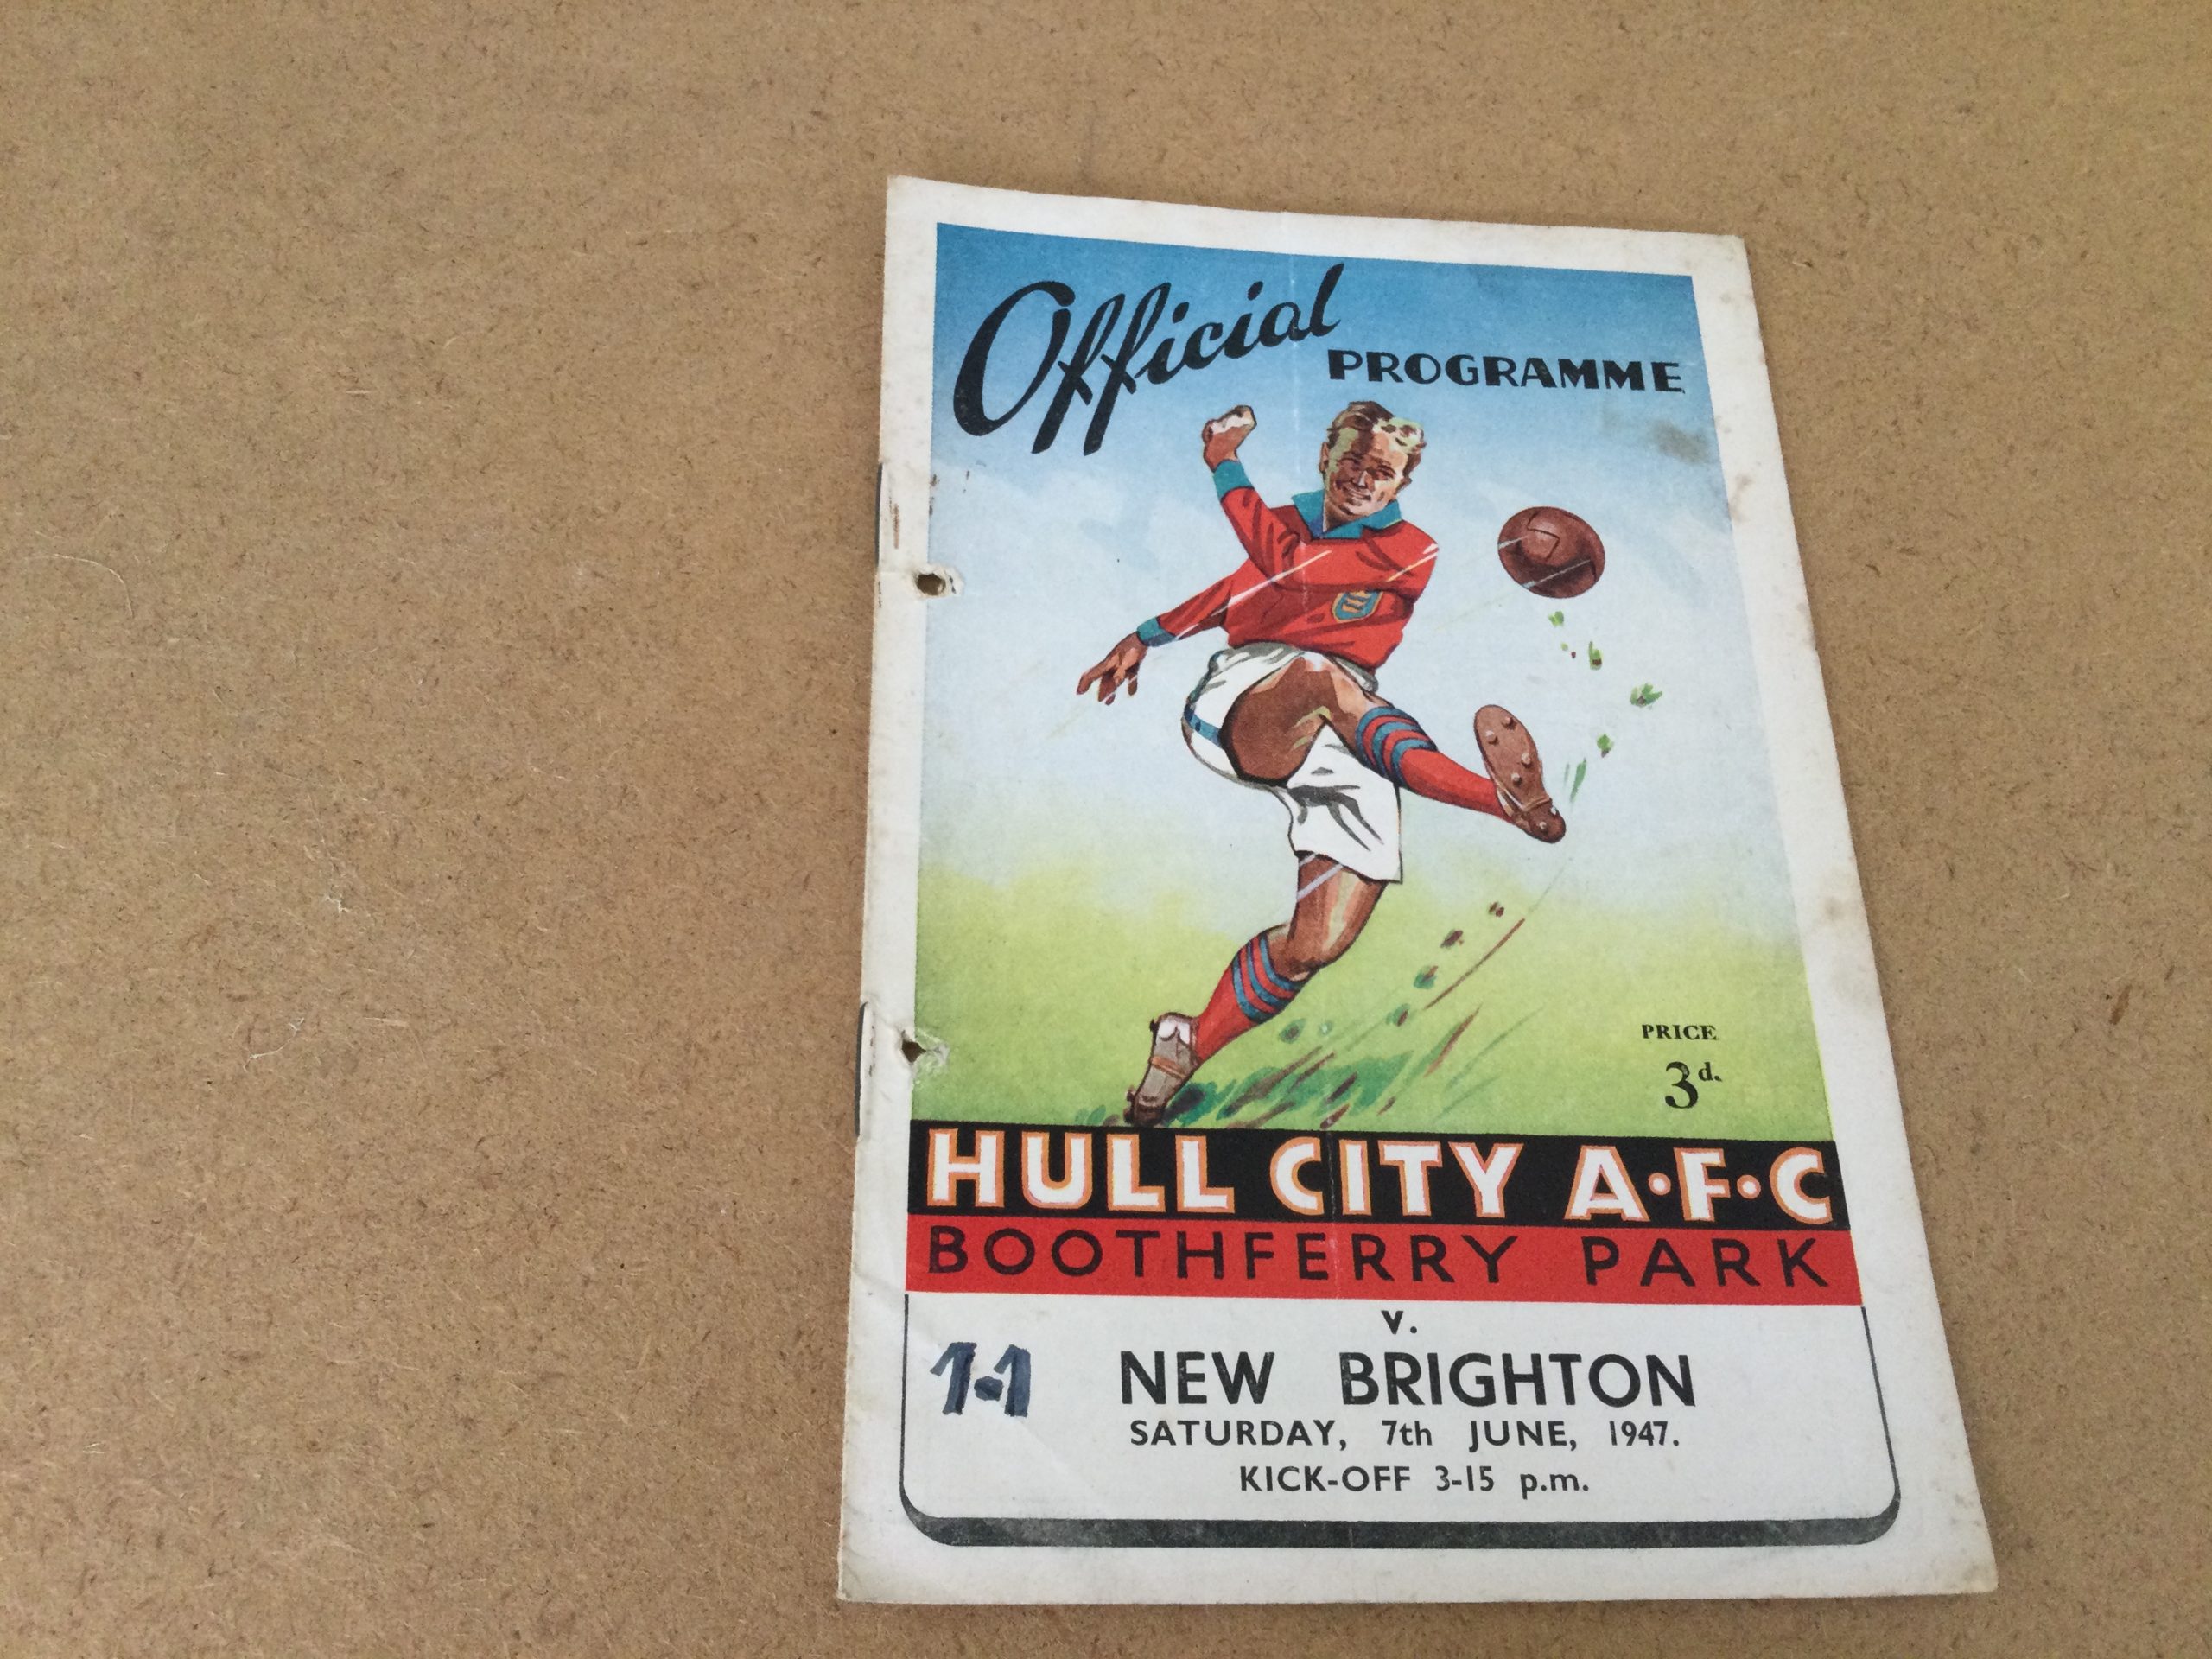 Official
PROGRAMME
PRICE
3d.
HULL CITY A·F·C
BOOTHFERRY PARK
v.
1-1
NEW BRIGHTON
SATURDAY, 7th JUNE, 1947.
KICK-OFF 3-15 p.m.